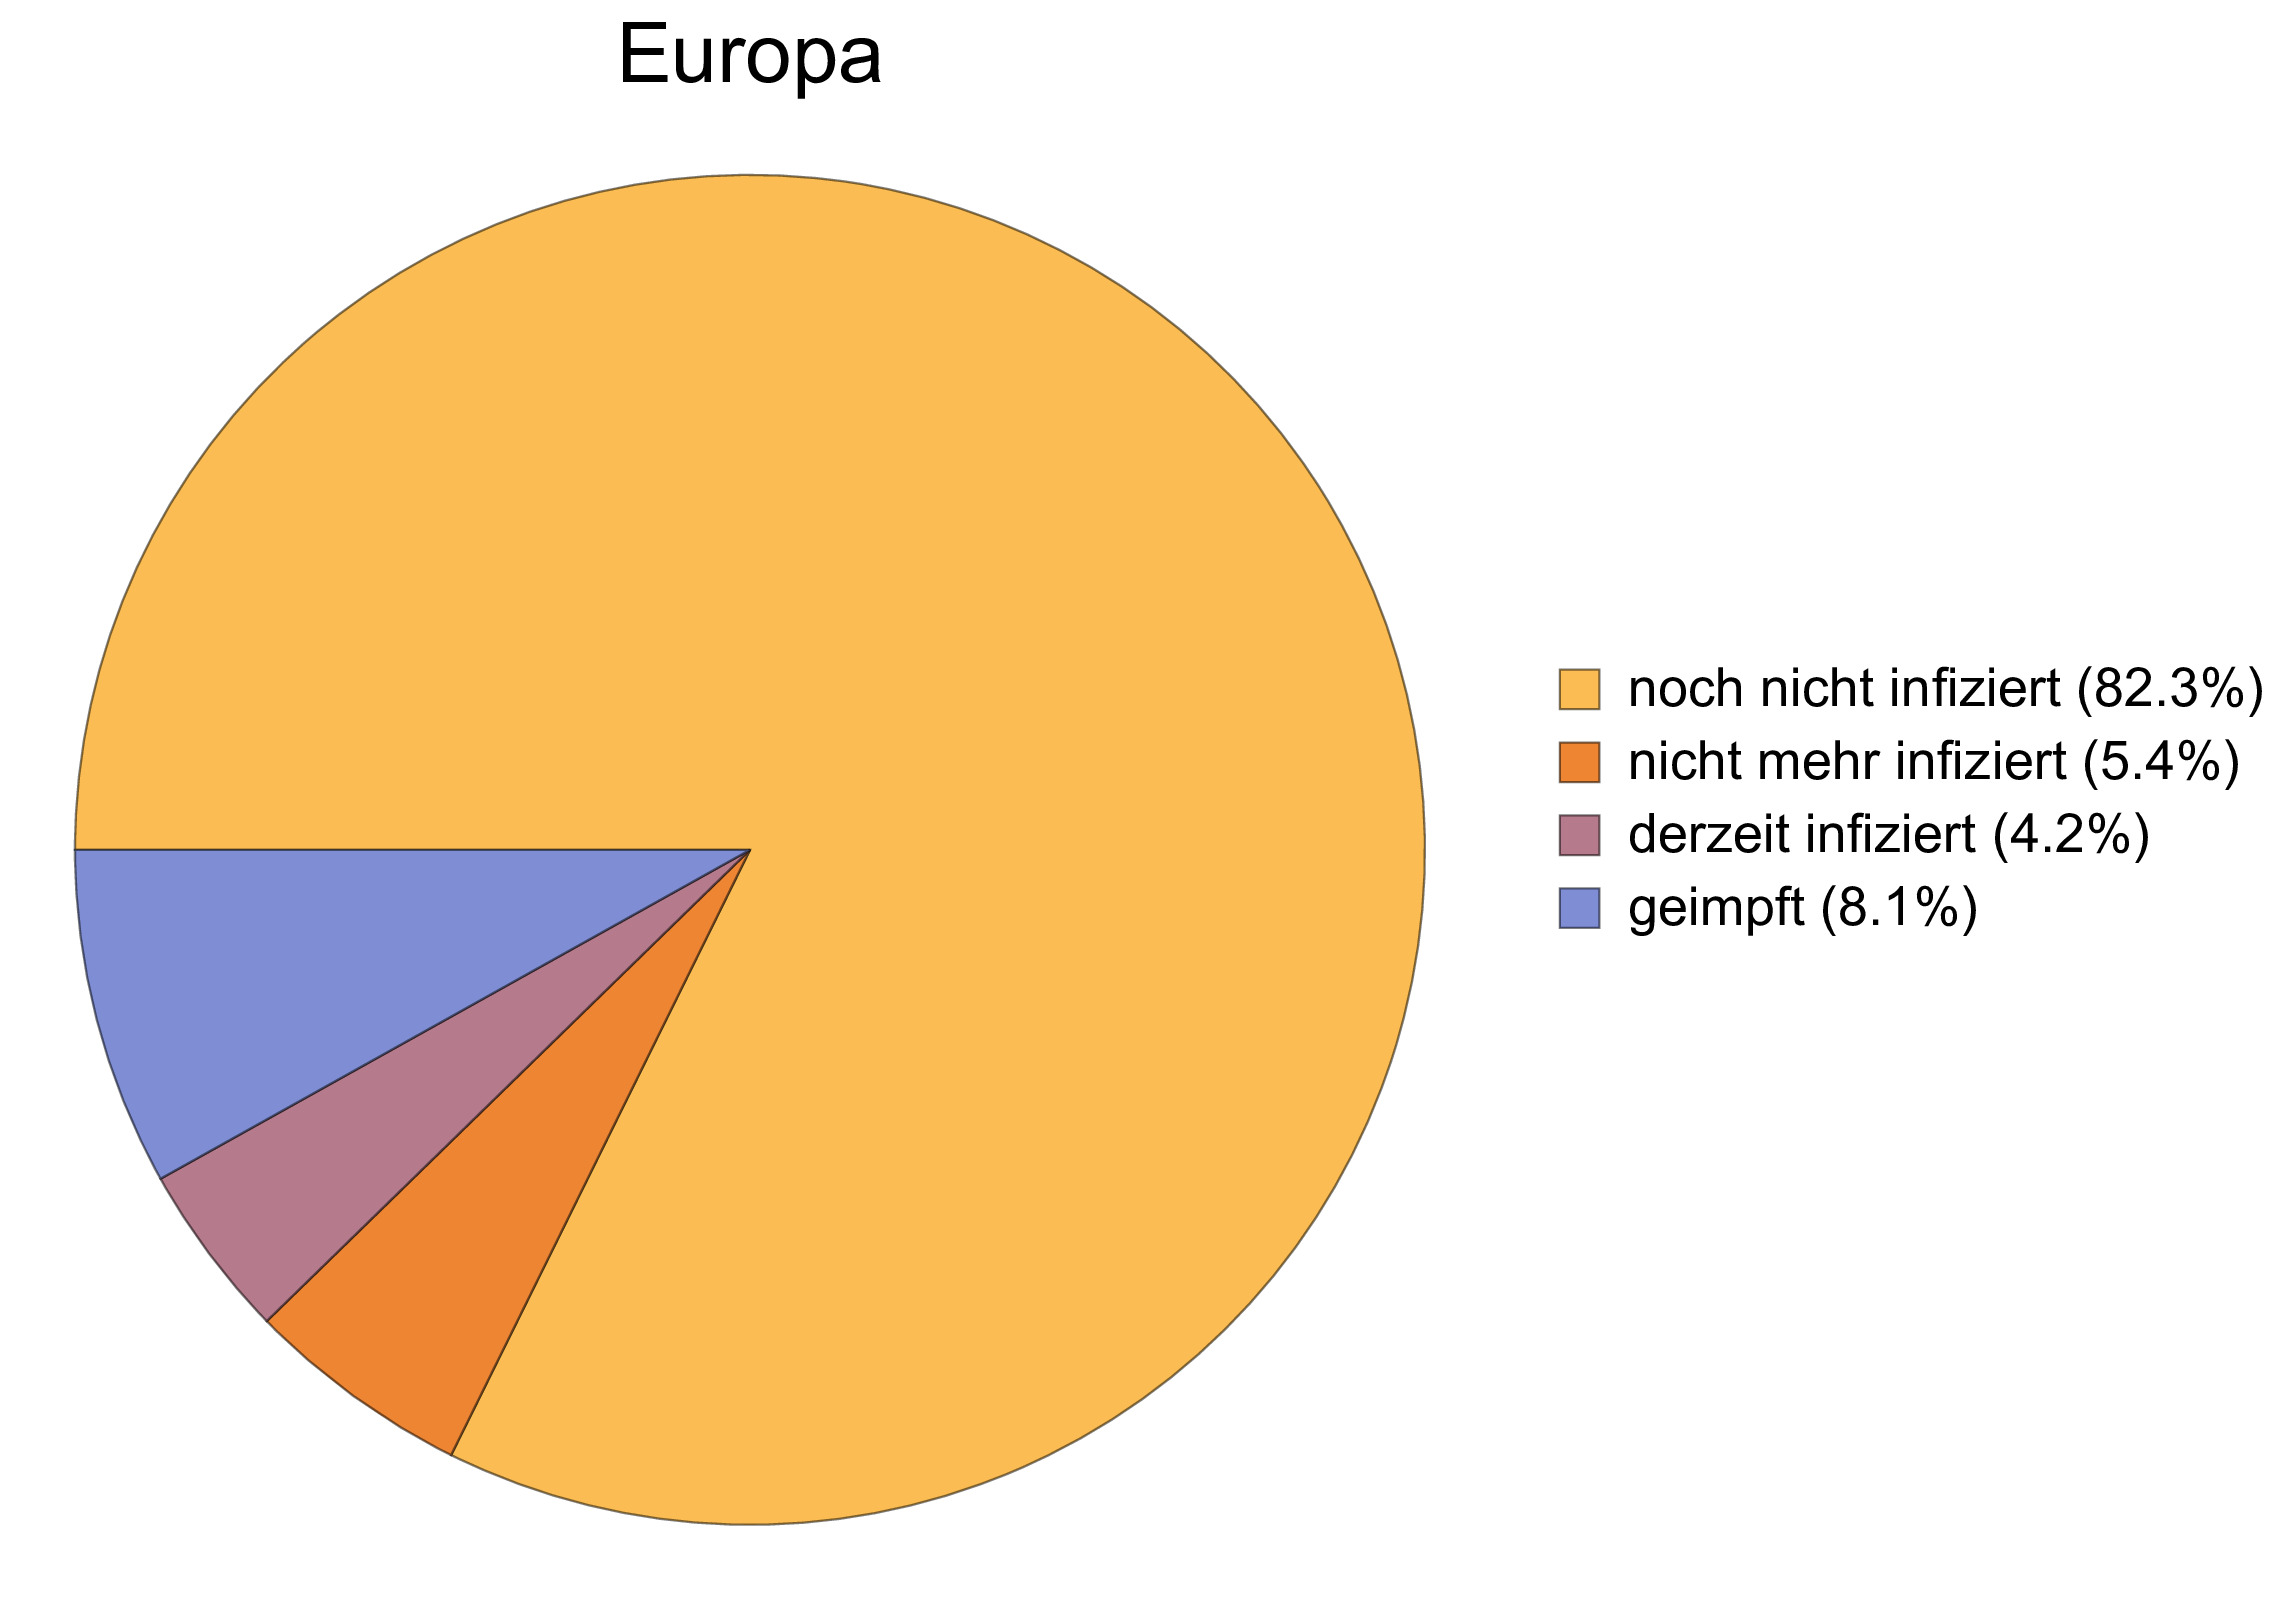 Europa
noch nicht infiziert (82.3%)
nicht mehr infiziert (5.4%)
derzeit infiziert (4.2%)
geimpft (8.1%)